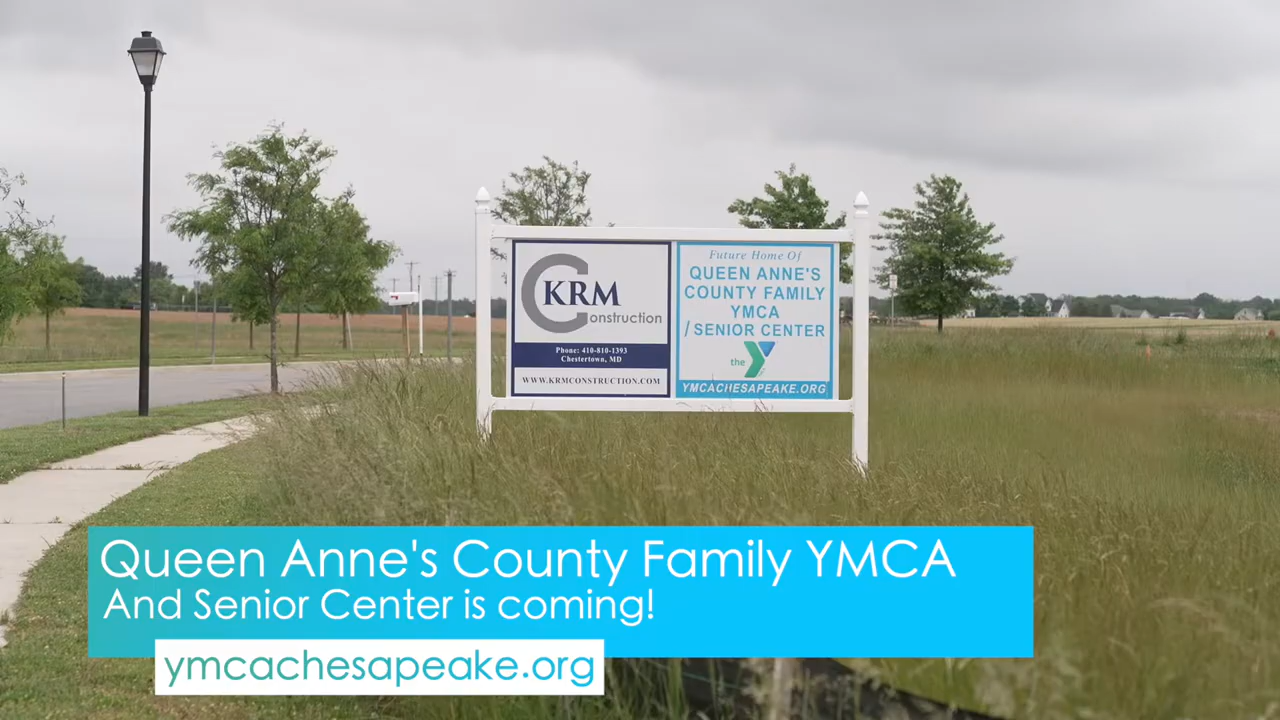 KRM
Construction
Phone: 410-810-1393
Chestertown, MD
WWW.KRMCONSTRUCTION.COM
Future Home Of
QUEEN ANNE'S
COUNTY FAMILY
YMCA
/SENIOR CENTER
the Y
YMCACHESAPEAKE.ORG
Queen Anne's County Family YMCA
And Senior Center is coming!
ymcachesapeake.org